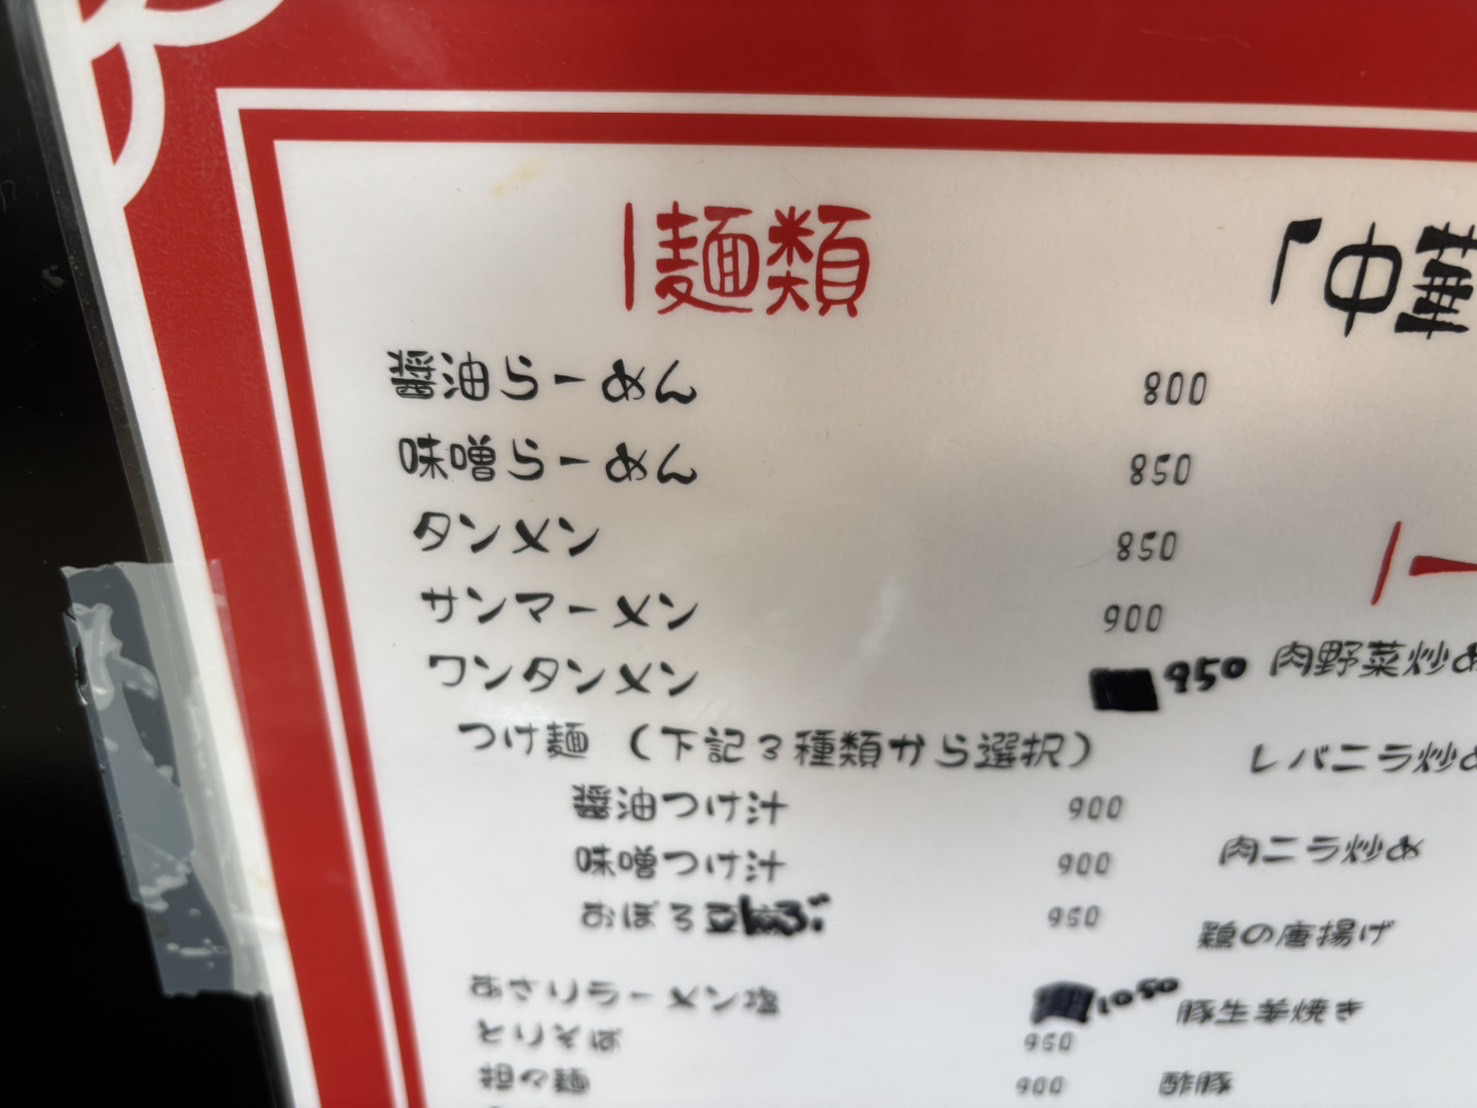 麺類
醤油らーめん 800
味噌らーめん 850
タンメン 850
サンマーメン 900
ワンタンメン 950
つけ麺 (下記3種類から選択)
醤油つけ汁 900
味噌つけ汁 900
おぼろ豆 950
あさりラーメン塩 1050
とりそば 950
担々麺 900
「中華
肉野菜炒め
レバニラ炒め
肉ニラ炒め
鶏の唐揚げ
豚生姜焼き
酢豚